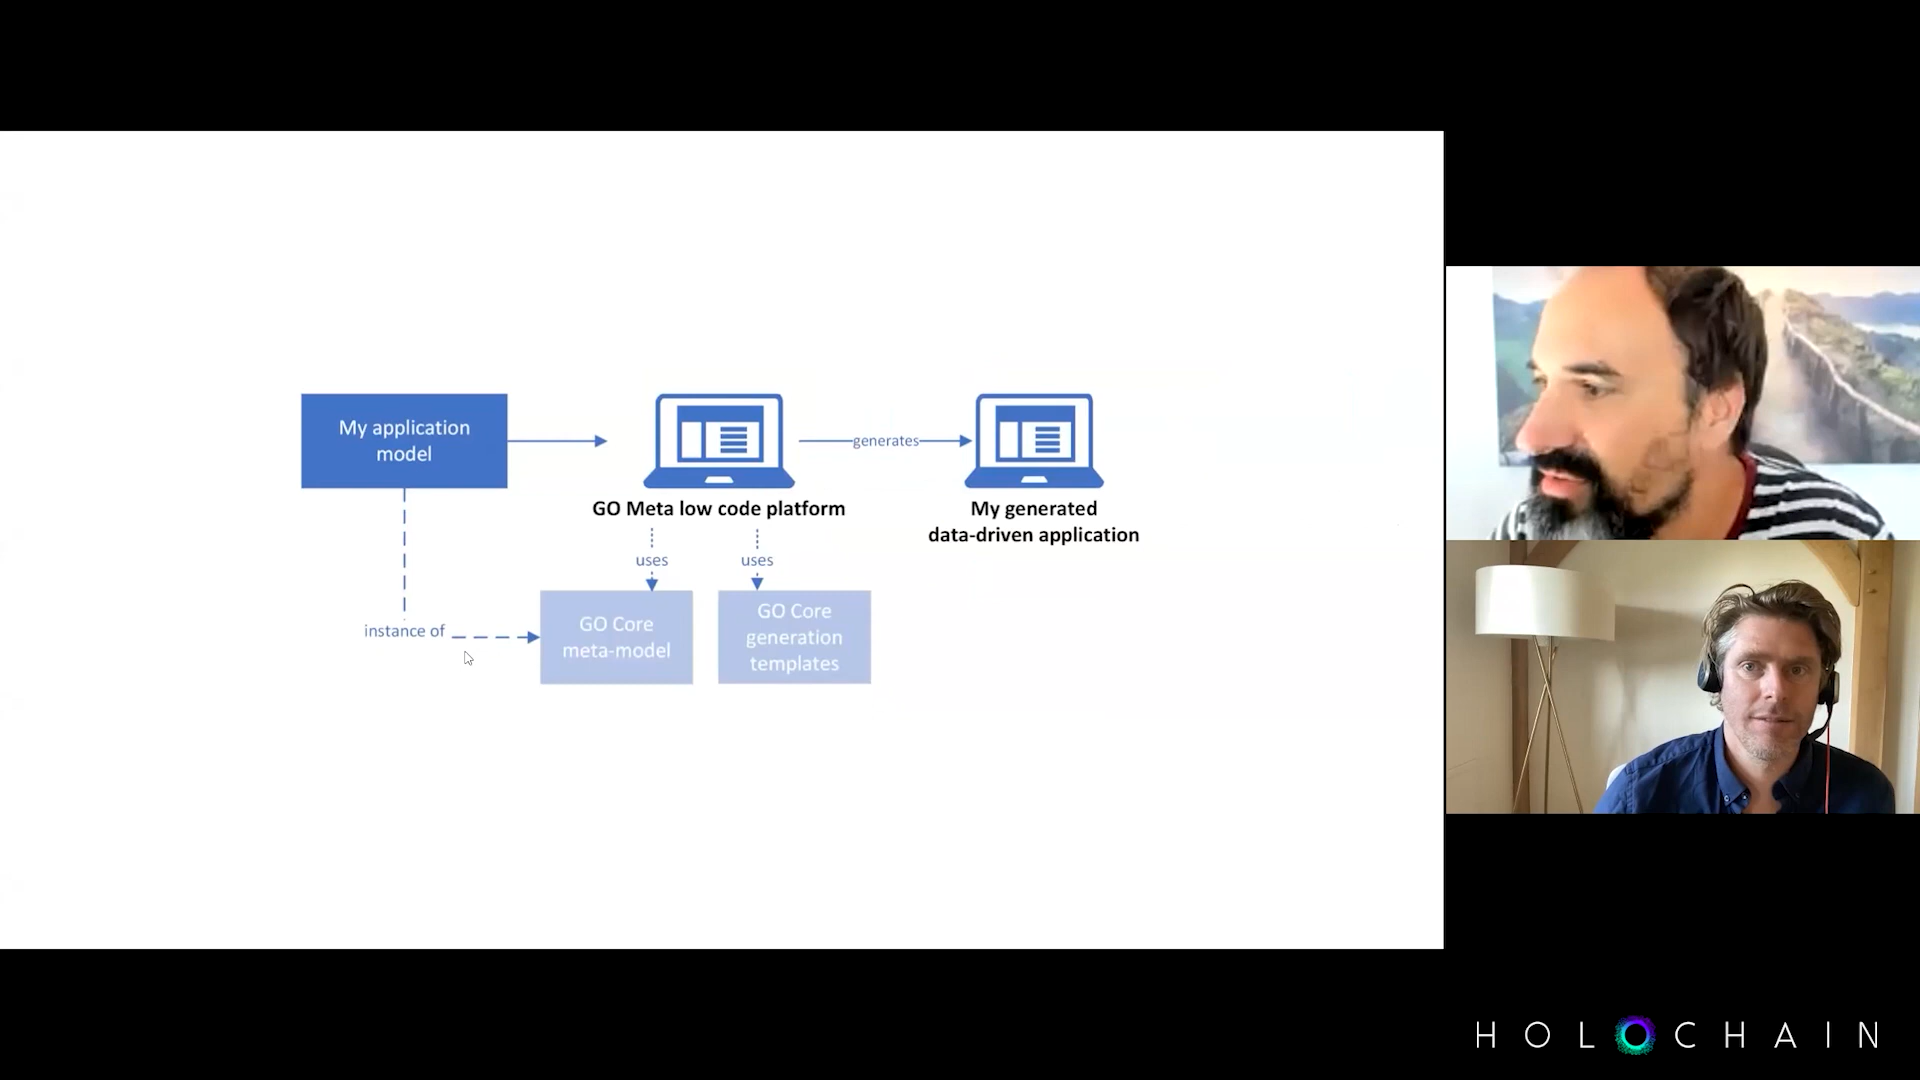 My application
model
generates
GO Meta low code platform
My generated
data-driven application
uses
uses
instance of
GO Core
meta-model
GO Core
generation
templates
HOLOCHAIN